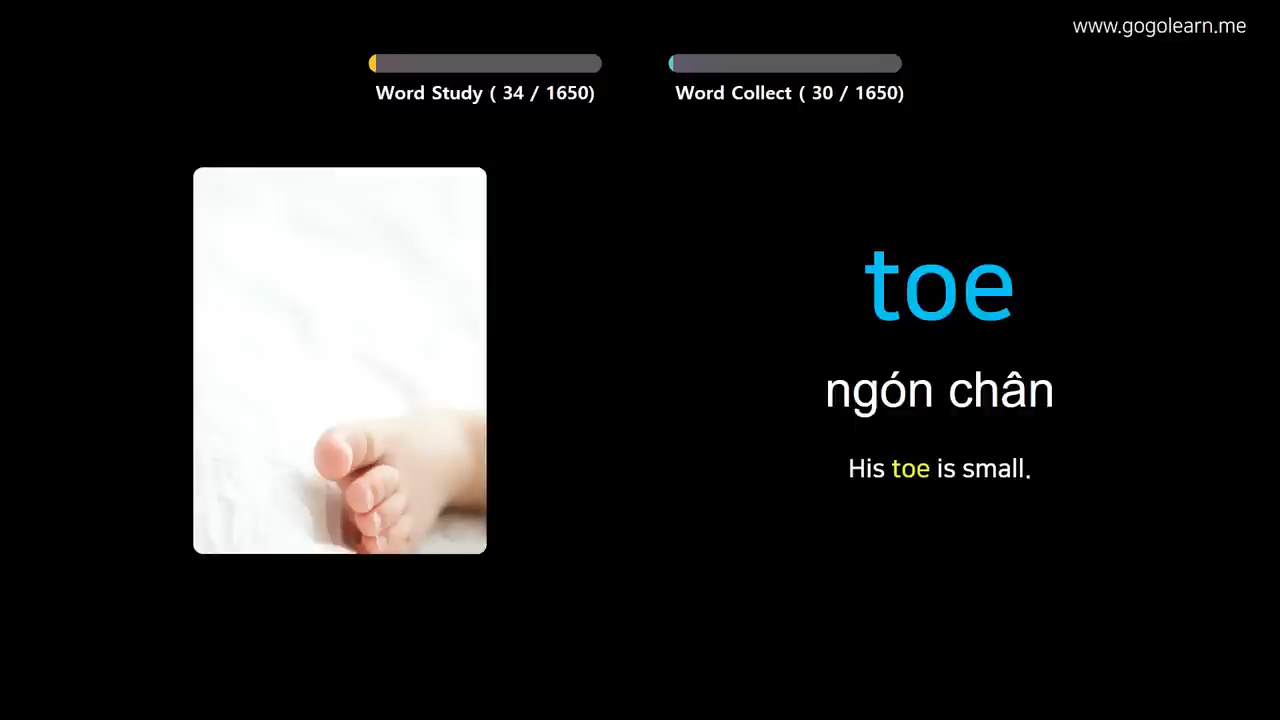 www.gogolearn.me
Word Study ( 34 / 1650)
Word Collect ( 30 / 1650)
toe
ngón chân
His toe is small.